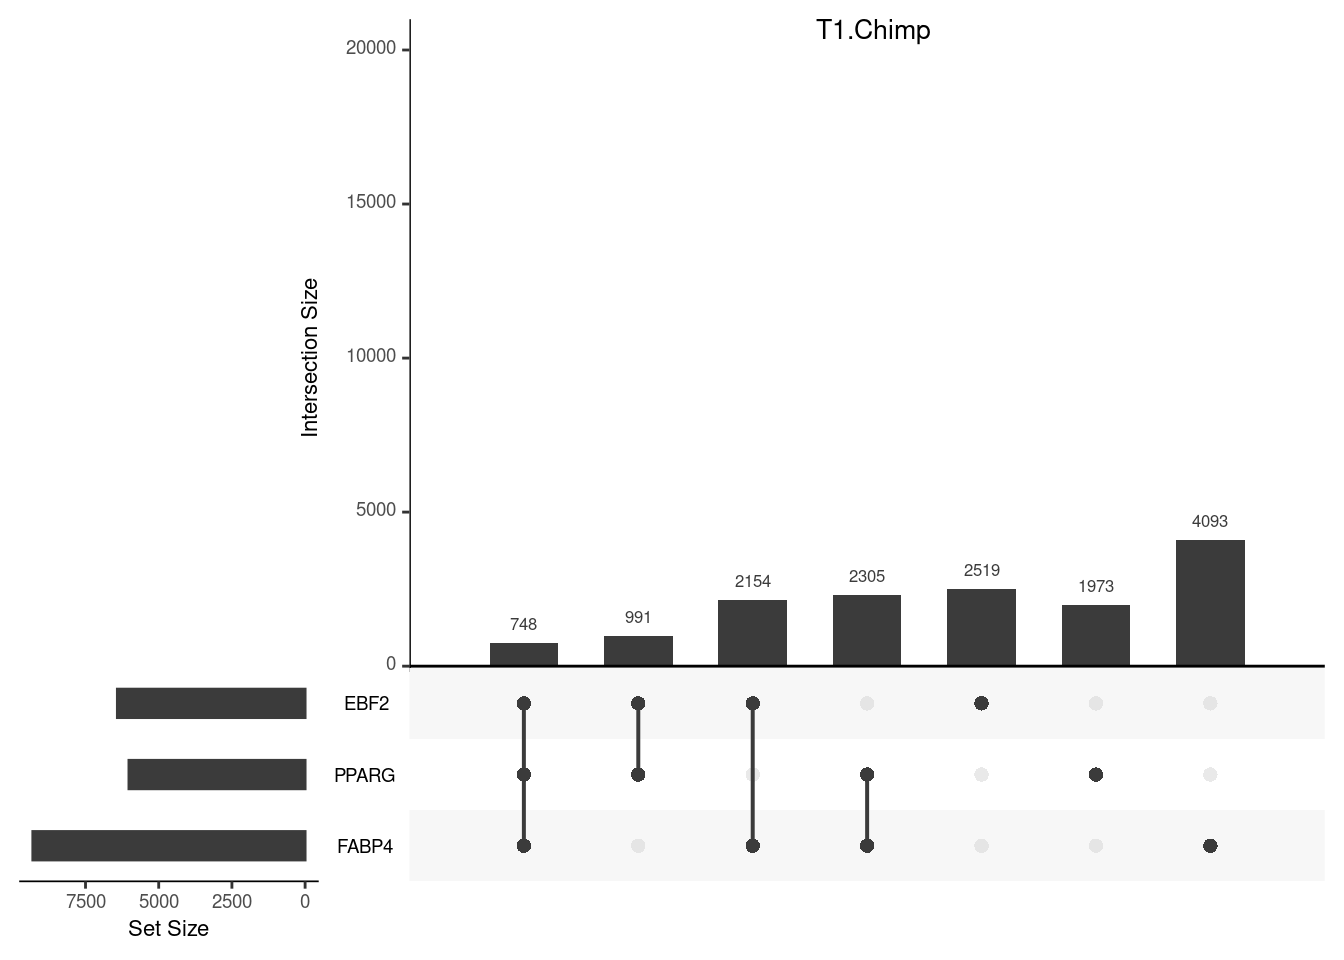 T1.Chimp
20000
15000
10000
5000
0
Intersection Size
748
991
2154
2305
2519
1973
4093
EBF2
PPARG
FABP4
7500 5000 2500 0
Set Size